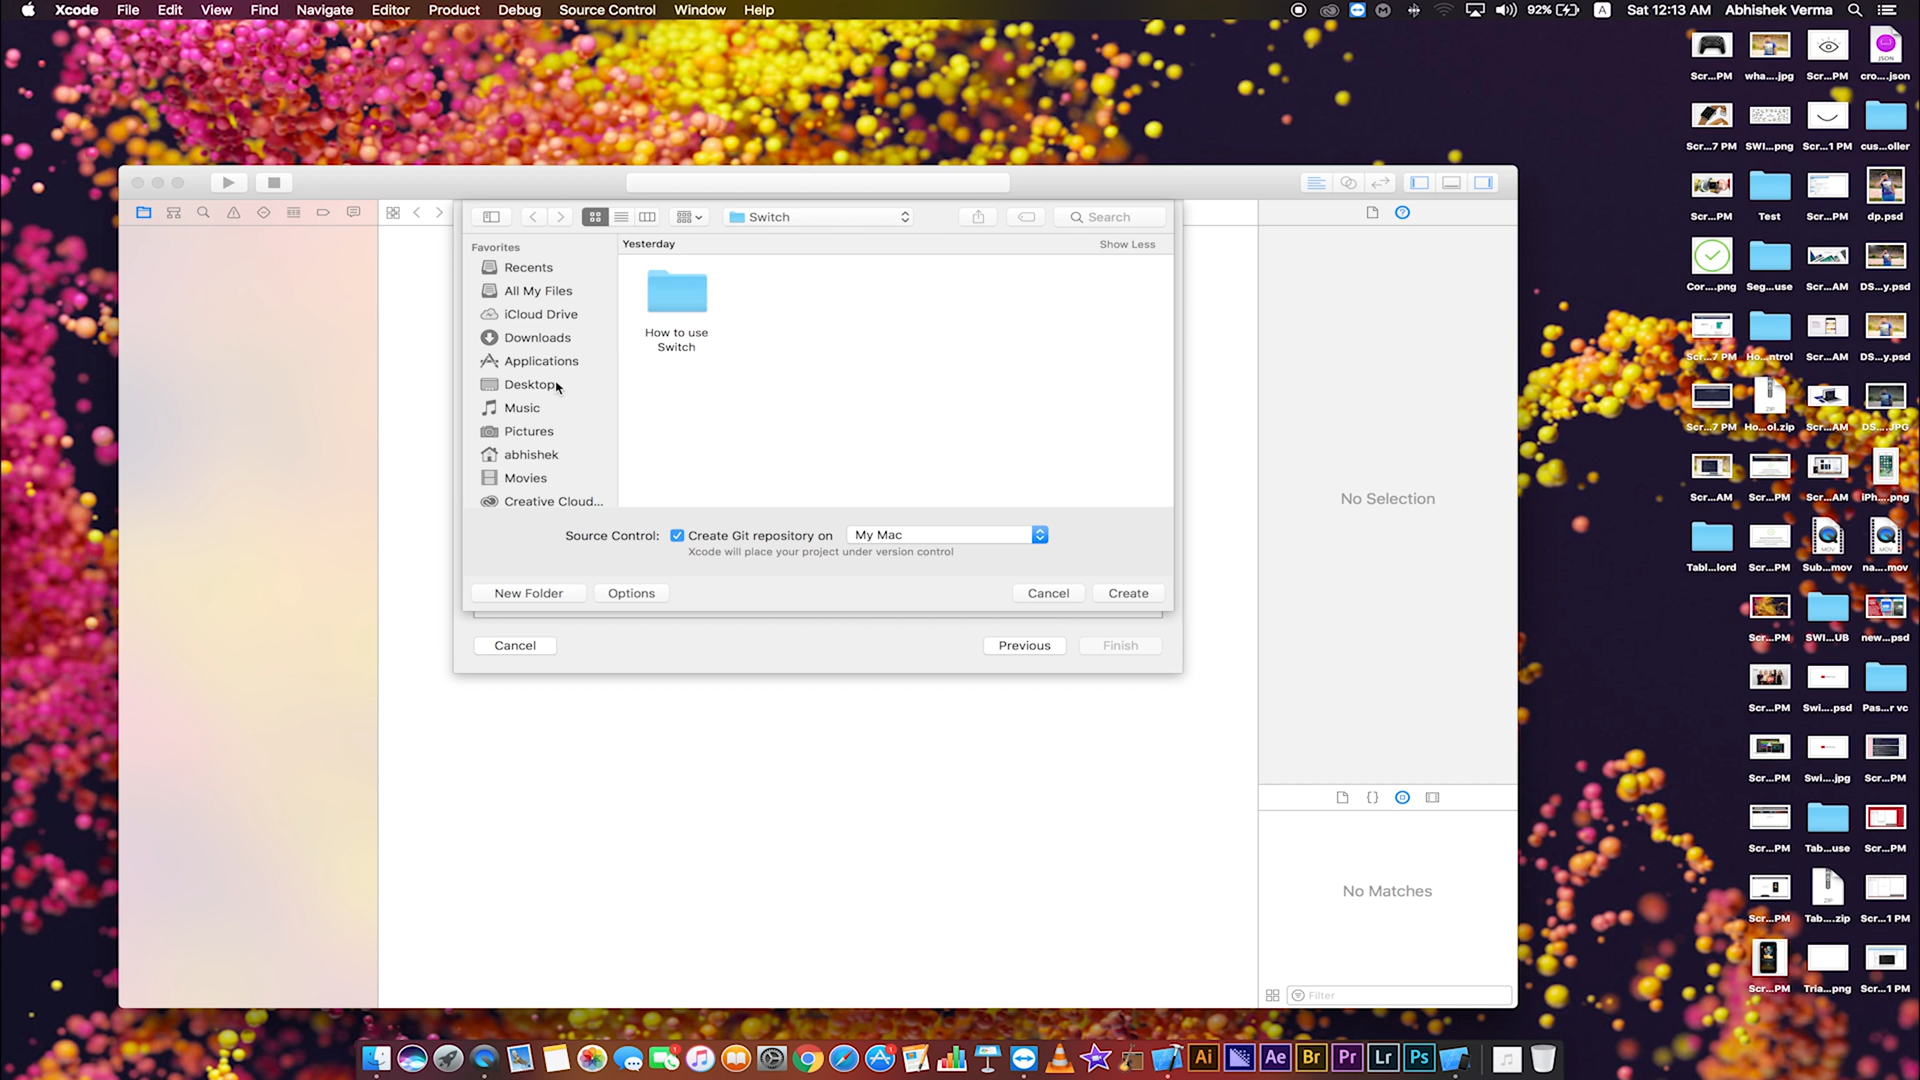 Xcode File Edit View Find Navigate Editor Product Debug Source Control Window Help
92% A Sat 12:13 AM Abhishek Verma
Scr...PM wha....jpg Scr...PM JSON cro....json
Scr...7 PM SWI...png Scr...1 PM cus...oller
Scr...PM Test Scr...PM dp.psd
Cor...png Seg...use Scr...AM DS...y.psd
Scr...7 PM Ho...ntrol Scr...AM DS...y.psd
ZIP
Scr...7 PM Ho...ol.zip Scr...AM DS....JPG
Scr...AM Scr...PM Scr...AM iPh...png
MOV MOV
Tabl...lord Scr...PM Sub...mov na....mov
Scr...PM SWI...UB new...psd
Scr...PM Swi....psd Pas...r vc
Scr...PM Swi....jpg Scr...PM
Scr...PM Tab...use Scr...PM
ZIP
Scr...PM Tab....zip Scr...1 PM
Scr...PM Tria...png Scr...1 PM
Switch
Search
Favorites
Recents
All My Files
iCloud Drive
Downloads
Applications
Desktop
Music
Pictures
abhishek
Movies
Creative Cloud...
Yesterday
Show Less
How to use
Switch
Source Control: Create Git repository on My Mac
Xcode will place your project under version control
New Folder Options Cancel Create
Cancel Previous Finish
No Selection
{}
No Matches
Filter
Ai Ae Br Pr Lr Ps